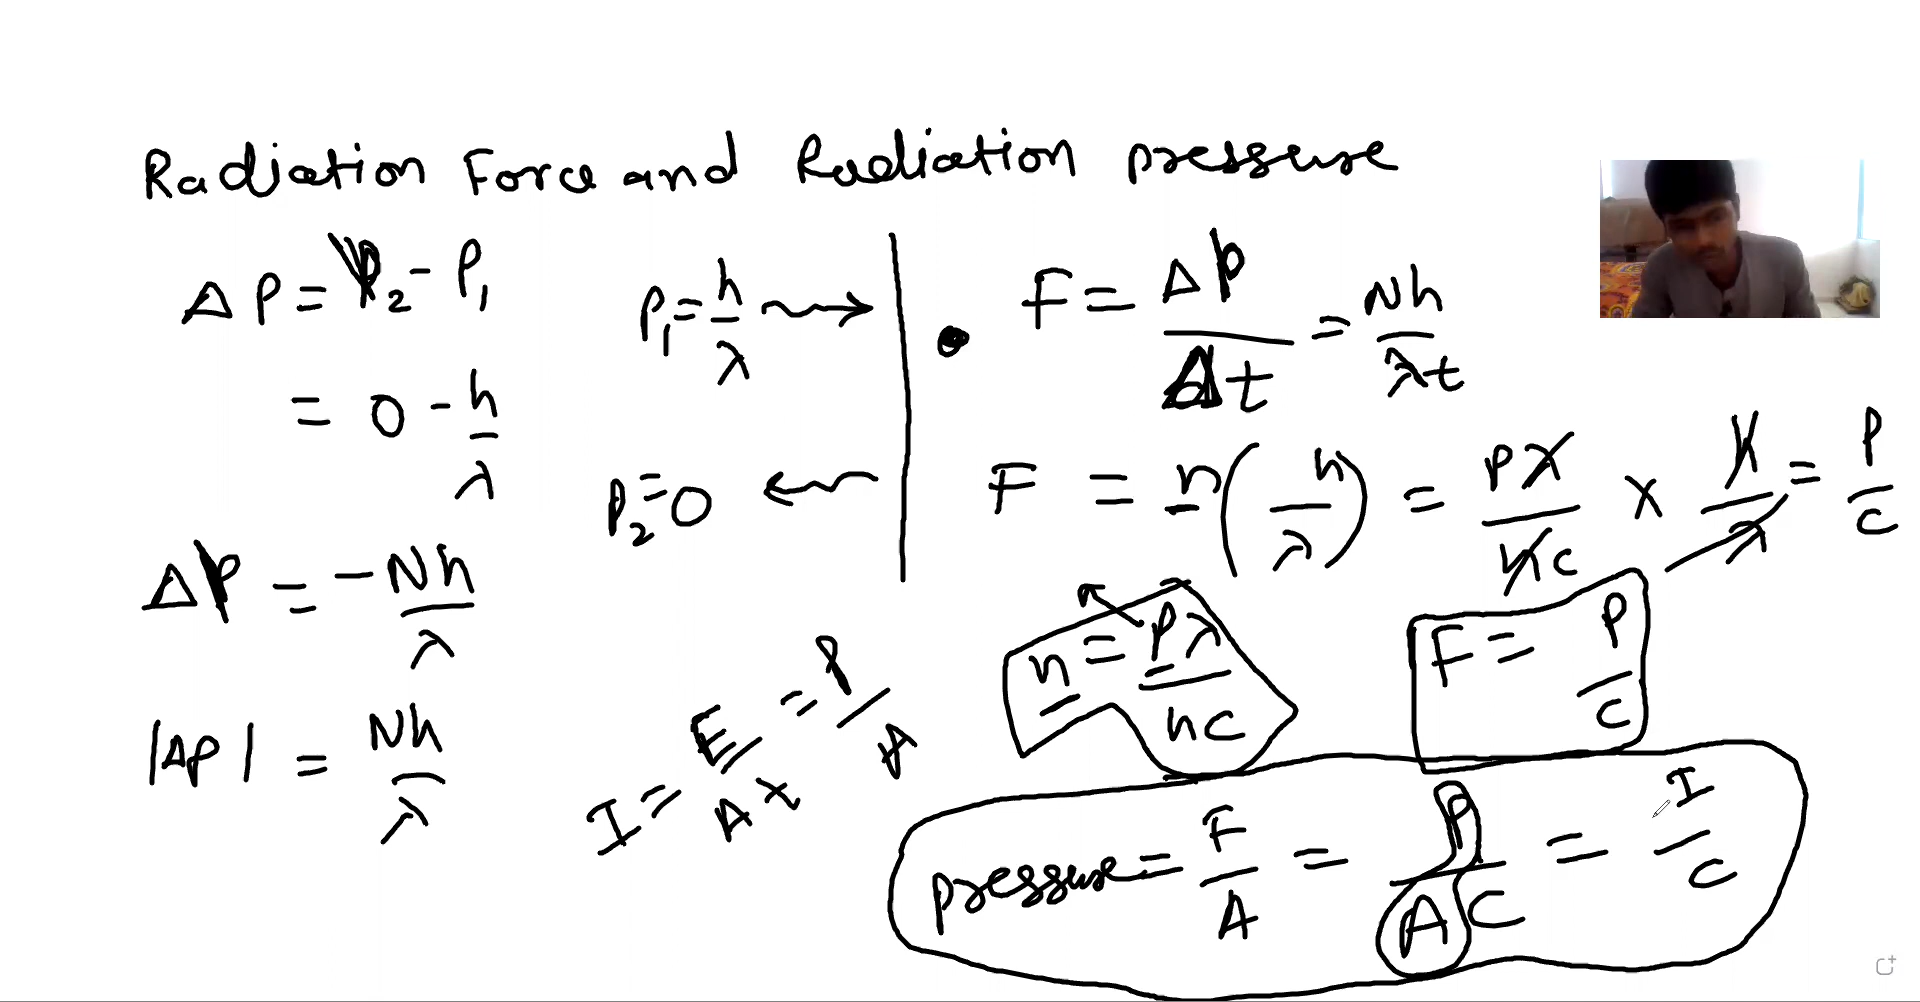 Radiation Force and Radiation pressure
ΔP = P₂ - P₁
= 0 - h/λ
ΔP = -Nh/λ
|ΔP| = Nh/λ
P₁ = h/λ
P₂ = 0
I = E/At = P/A
F = Δp/Δt = Nh/λt
F = n(h/λ) = Pλ/hc × h/λ = P/c
n = Pλ/hc
F = P/c
pressure = F/A = P/AC = I/C